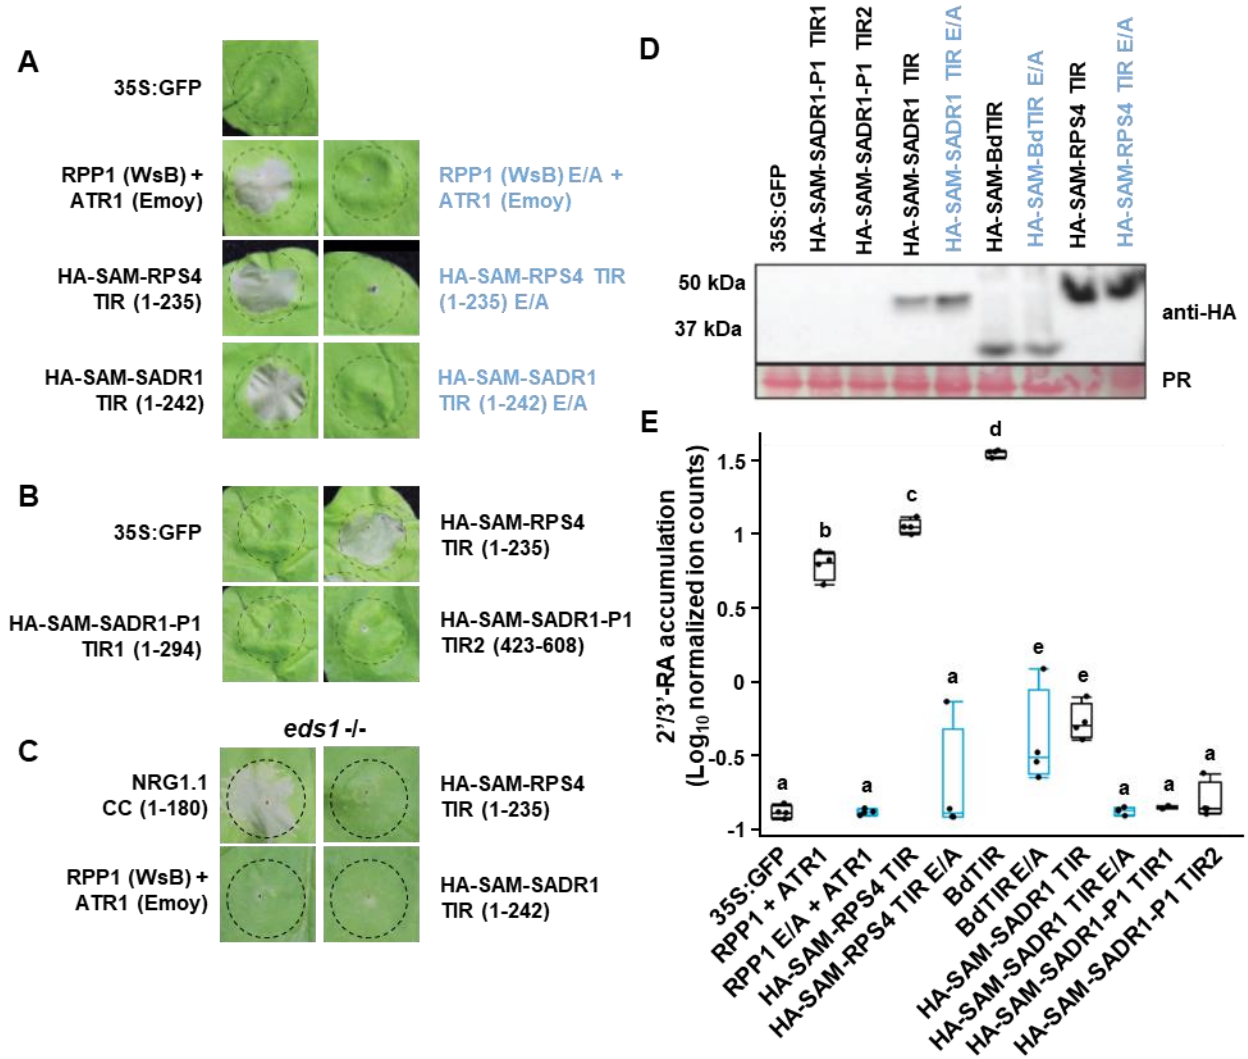 A
35S:GFP
RPP1 (WsB) +
ATR1 (Emoy)
RPP1 (WsB) E/A +
ATR1 (Emoy)
HA-SAM-RPS4
TIR (1-235)
HA-SAM-RPS4 TIR
(1-235) E/A
HA-SAM-SADR1
TIR (1-242)
HA-SAM-SADR1
TIR (1-242) E/A
B
35S:GFP
HA-SAM-RPS4
TIR (1-235)
HA-SAM-SADR1-P1
TIR1 (1-294)
HA-SAM-SADR1-P1
TIR2 (423-608)
C
eds1 -/-
NRG1.1
CC (1-180)
HA-SAM-RPS4
TIR (1-235)
RPP1 (WsB) +
ATR1 (Emoy)
HA-SAM-SADR1
TIR (1-242)
D
35S:GFP
HA-SAM-SADR1-P1 TIR1
HA-SAM-SADR1-P1 TIR2
HA-SAM-SADR1 TIR
HA-SAM-SADR1 TIR E/A
HA-SAM-BdTIR
HA-SAM-BdTIR E/A
HA-SAM-RPS4 TIR
HA-SAM-RPS4 TIR E/A
50 kDa
37 kDa
anti-HA
PR
E
2'/3'-RA accumulation
(Log10 normalized ion counts)
1.5
1
0.5
0
-0.5
-1
a
b
a
c
a
d
e
e
a
a
a
35S:GFP
RPP1 + ATR1
RPP1 E/A + ATR1
HA-SAM-RPS4 TIR
HA-SAM-RPS4 TIR E/A
BdTIR
BdTIR E/A
HA-SAM-SADR1 TIR
HA-SAM-SADR1 TIR E/A
HA-SAM-SADR1-P1 TIR1
HA-SAM-SADR1-P1 TIR2